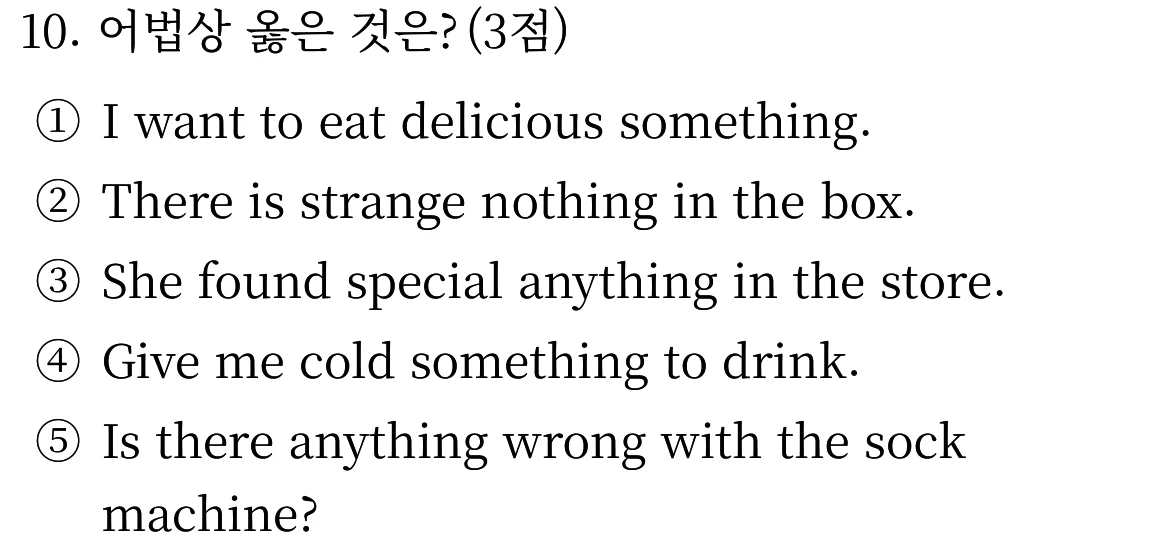 10. 어법상 옳은 것은? (3점)
① I want to eat delicious something.
② There is strange nothing in the box.
③ She found special anything in the store.
④ Give me cold something to drink.
⑤ Is there anything wrong with the sock
machine?